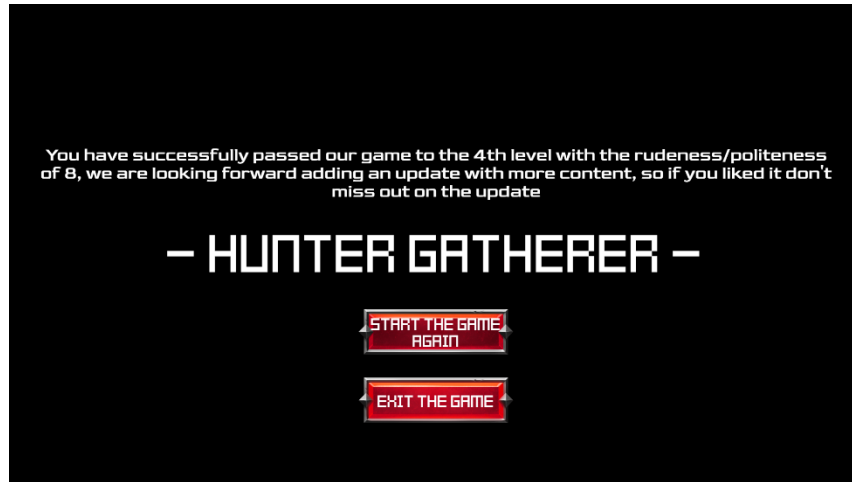 You have successfully passed our game to the 4th level with the rudeness/politeness
of 8, we are looking forward adding an update with more content, so if you liked it don't
miss out on the update
– HUNTER GATHERER –
START THE GAME
AGAIN
EXIT THE GAME